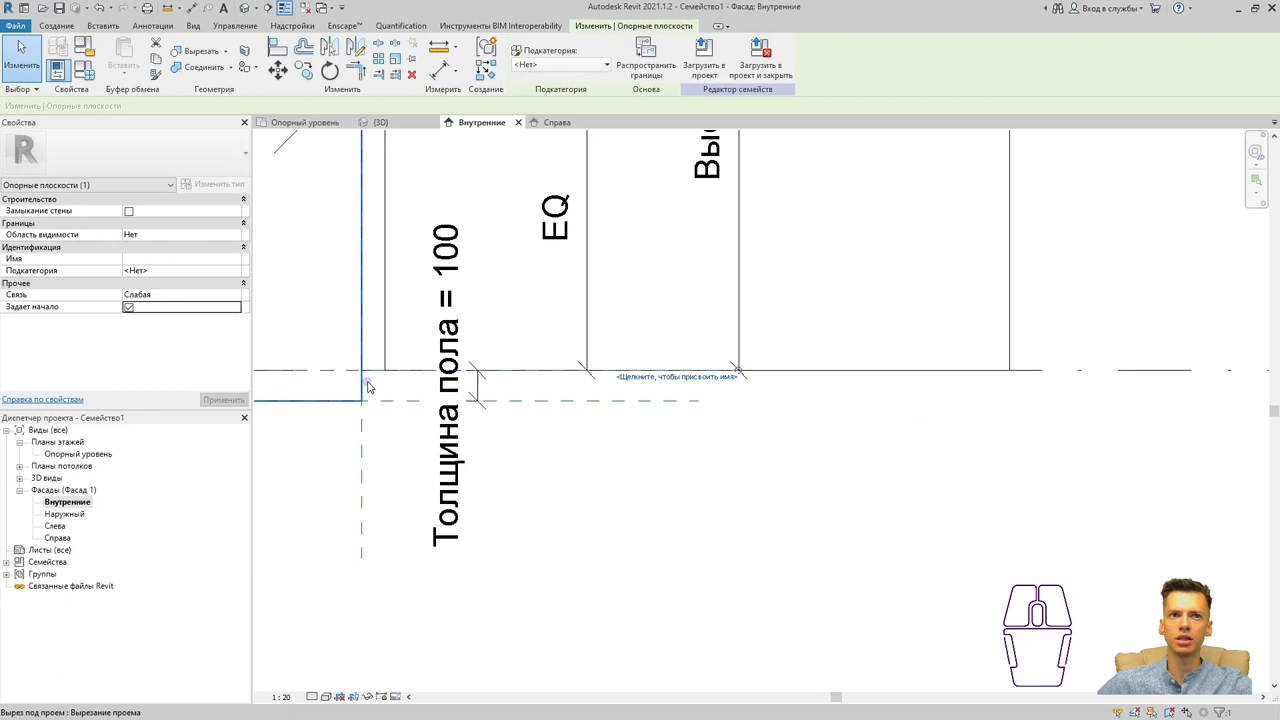 Autodesk Revit 2021.1.2 - Семейство1 - Фасад: Внутренние
Вход в службы
Файл Создание Вставить Аннотации Вид Управление Надстройки Enscape™ Quantification Инструменты BIM Interoperability Изменить | Опорные плоскости
Изменить
Вставить
Вырезать
Соединить
Подкатегория:
<Нет>
Распространить границы
Загрузить в проект
Загрузить в проект и закрыть
Выбор Свойства Буфер обмена Геометрия Изменить Измерить Создание Подкатегория Основа Редактор семейств
Изменить | Опорные плоскости
Свойства
Опорный уровень (3D) Внутренние Справа
R
Опорные плоскости (1) Изменить тип
Строительство
Замыкание стены
Границы
Область видимости Нет
Идентификация
Имя
Подкатегория <Нет>
Прочее
Связь Слабая
Задает начало
Справка по свойствам Применить
Диспетчер проекта - Семейство1
Виды (все)
Планы этажей
Опорный уровень
Планы потолков
3D виды
Фасады (Фасад 1)
Внутренние
Наружный
Слева
Справа
Листы (все)
Семейства
Группы
Связанные файлы Revit
Толщина пола = 100
EQ
<Щелкните, чтобы присвоить имя>
1 : 20
Вырез под проем : Вырезание проема
:1